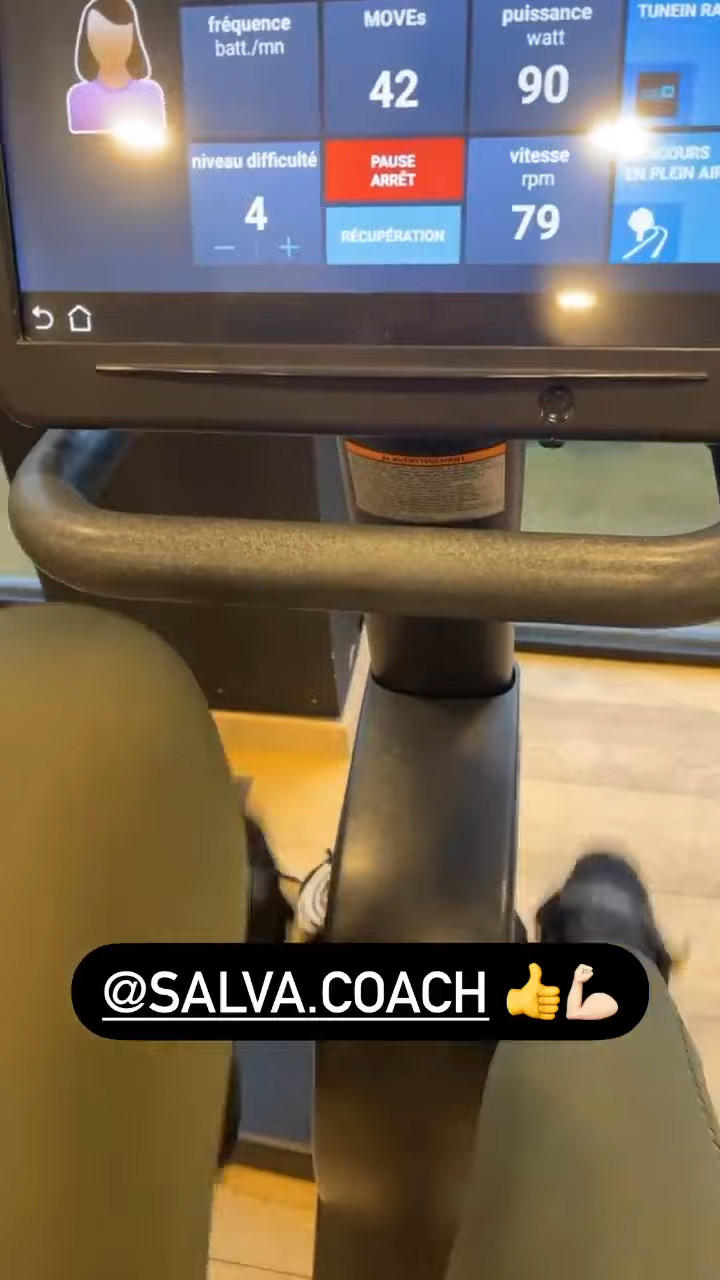 fréquence
batt./mn
MOVEs
42
puissance
watt
90
TUNEIN RA
niveau difficulté
4
PAUSE
ARRÊT
RÉCUPÉRATION
vitesse
rpm
79
EN PLEIN AIR
@SALVA.COACH 👍💪🏻